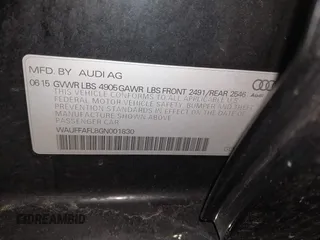 MFD. BY AUDI AG
06 15 GVWR LBS 4905 GAWR LBS FRONT 2491/REAR 2546
THIS VEHICLE CONFORMS TO ALL APPLICABLE
FEDERAL MOTOR VEHICLE SAFETY, BUMPER AND THEFT
PREVENTION STANDARDS IN EFFECT ON THE DATE OF
MANUFACTURE SHOWN ABOVE
WAUFFAFL8GN001830
PASSENGER CAR
Audi
DREAMBID